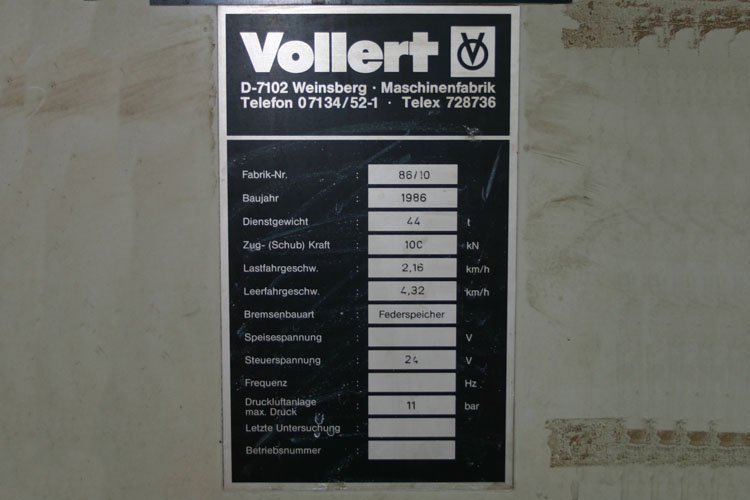 Vollert
D-7102 Weinsberg · Maschinenfabrik
Telefon 07134/52-1 · Telex 728736
Fabrik-Nr. : 86/10
Baujahr : 1986
Dienstgewicht : 44 t
Zug- (Schub) Kraft : 100 kN
Lastfahrgeschw. : 2,16 km/h
Leerfahrgeschw. : 4,32 km/h
Bremsenbauart : Federspeicher
Speisespannung : V
Steuerspannung : 24 V
Frequenz : Hz
Druckluftanlage
max. Druck : 11 bar
Letzte Untersuchung :
Betriebsnummer :